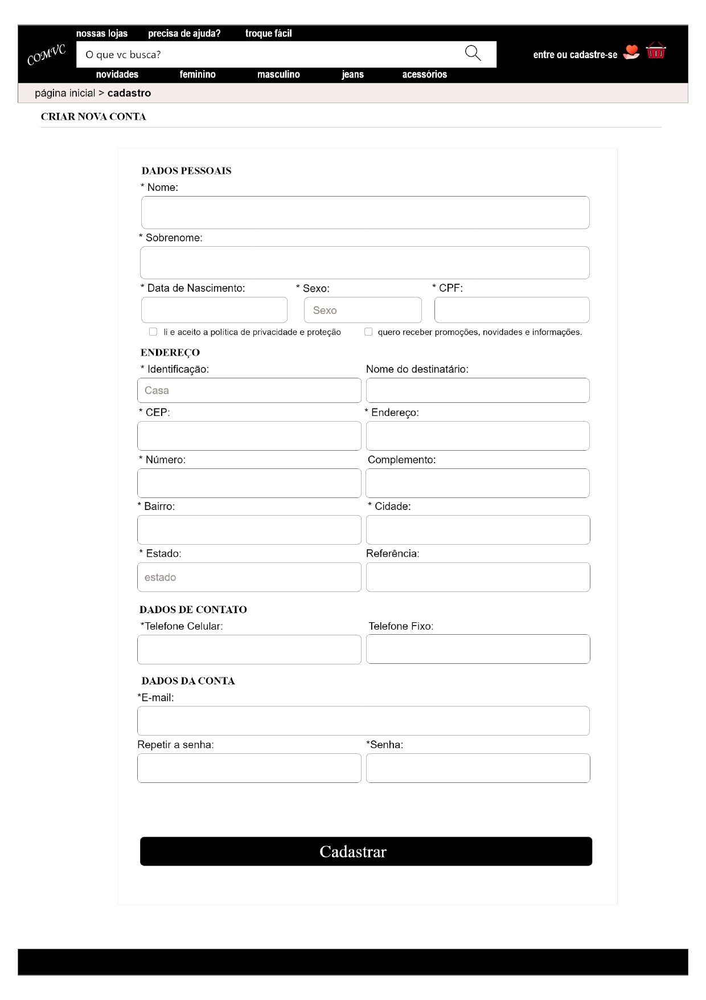 nossas lojas precisa de ajuda? troque fácil
COMVC
O que vc busca?
entre ou cadastre-se
novidades feminino masculino jeans acessórios
página inicial > cadastro
CRIAR NOVA CONTA
DADOS PESSOAIS
* Nome:
* Sobrenome:
* Data de Nascimento: * Sexo: * CPF:
Sexo
li e aceito a política de privacidade e proteção quero receber promoções, novidades e informações.
ENDEREÇO
* Identificação: Nome do destinatário:
Casa
* CEP: * Endereço:
* Número: Complemento:
* Bairro: * Cidade:
* Estado: Referência:
estado
DADOS DE CONTATO
*Telefone Celular: Telefone Fixo:
DADOS DA CONTA
*E-mail:
Repetir a senha: *Senha:
Cadastrar